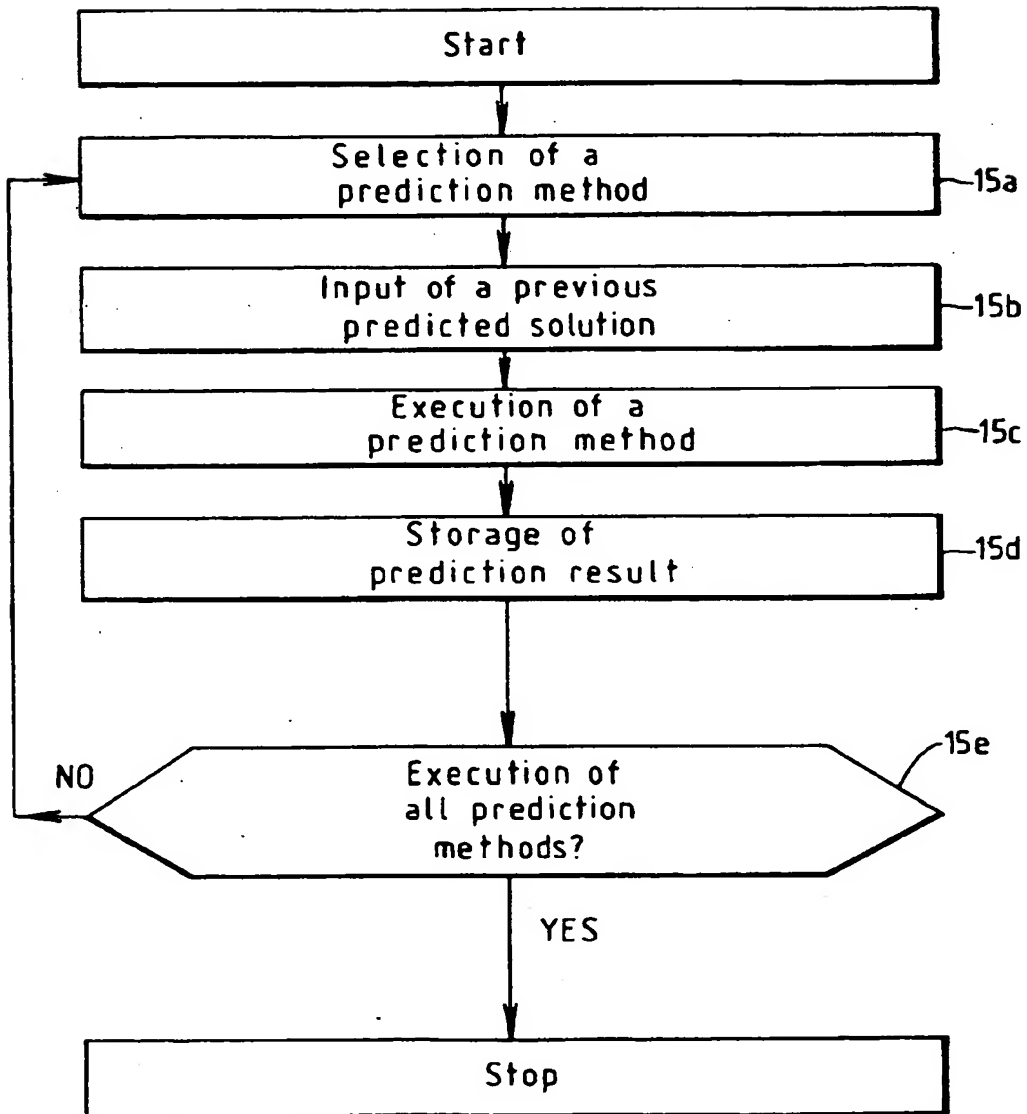 Start
Selection of a
prediction method
15a
Input of a previous
predicted solution
15b
Execution of a
prediction method
15c
Storage of
prediction result
15d
15e
NO
Execution of
all prediction
methods?
YES
Stop